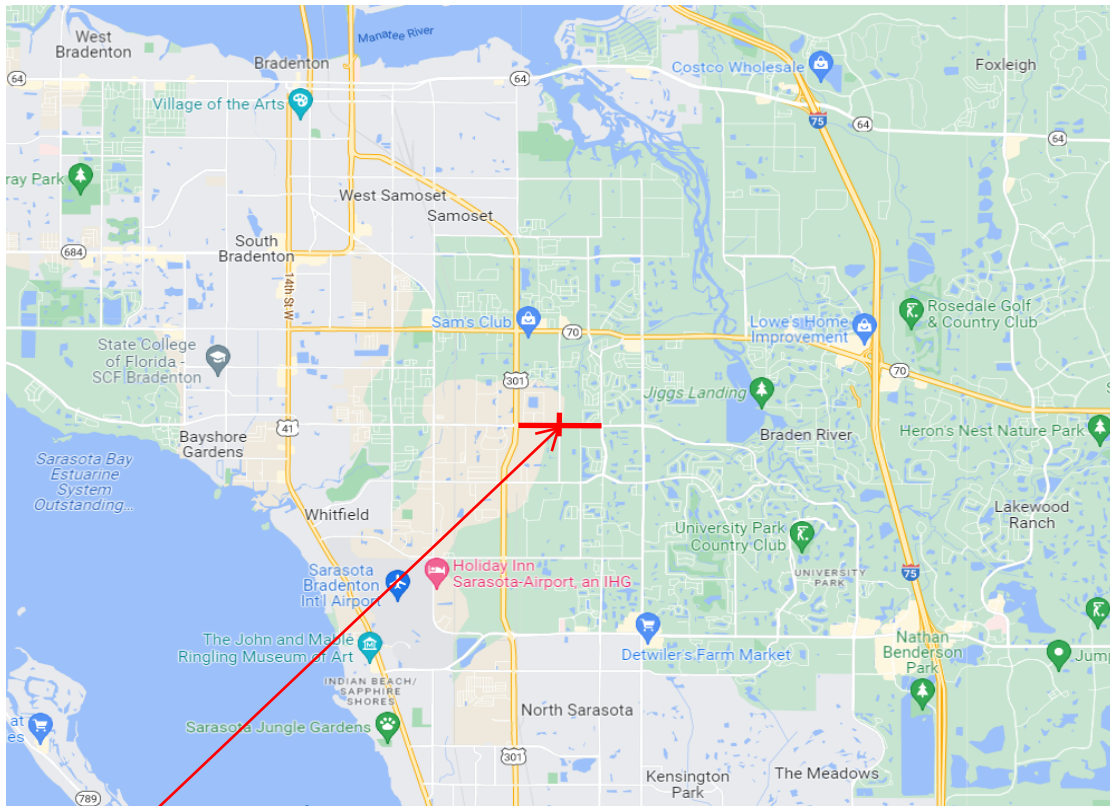 West
Bradenton
Manatee River
Bradenton
Costco Wholesale
Foxleigh
64
64
Village of the Arts
75
64
64
ray Park
West Samoset
Samoset
South
Bradenton
684
14th St W
Rosedale Golf
& Country Club
Sam's Club
70
Lowe's Home
Improvement
State College
of Florida -
SCF Bradenton
70
301
Jiggs Landing
41
Bayshore
Gardens
Braden River
Heron's Nest Nature Park
Sarasota Bay
Estuarine
System
Outstanding...
Whitfield
Lakewood
Ranch
University Park
Country Club
Sarasota
Bradenton
Int'l Airport
Holiday Inn
Sarasota-Airport, an IHG
UNIVERSITY
PARK
75
The John and Mable
Ringling Museum of Art
Detwiler's Farm Market
Nathan
Benderson
Park
Jump
INDIAN BEACH/
SAPPHIRE
SHORES
North Sarasota
at
es
Sarasota Jungle Gardens
301
Kensington
Park
The Meadows
789